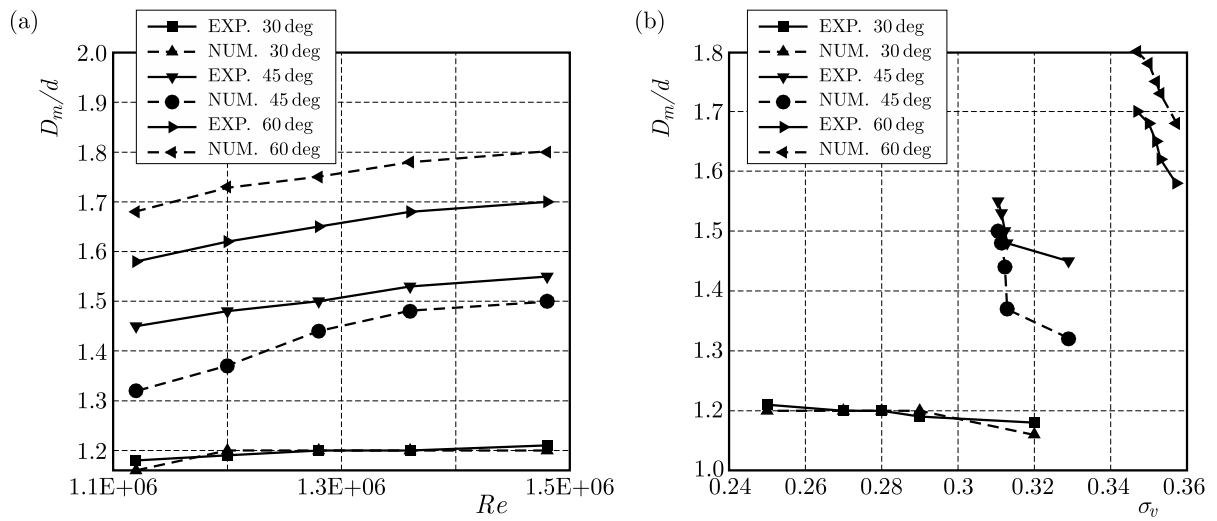 (a)
EXP. 30 deg
NUM. 30 deg
EXP. 45 deg
NUM. 45 deg
EXP. 60 deg
NUM. 60 deg
D_m/d
2.0
1.9
1.8
1.7
1.6
1.5
1.4
1.3
1.2
1.1E+06
1.3E+06
1.5E+06
Re
(b)
EXP. 30 deg
NUM. 30 deg
EXP. 45 deg
NUM. 45 deg
EXP. 60 deg
NUM. 60 deg
D_m/d
1.8
1.7
1.6
1.5
1.4
1.3
1.2
1.0
0.24
0.26
0.28
0.3
0.32
0.34
0.36
σ_v